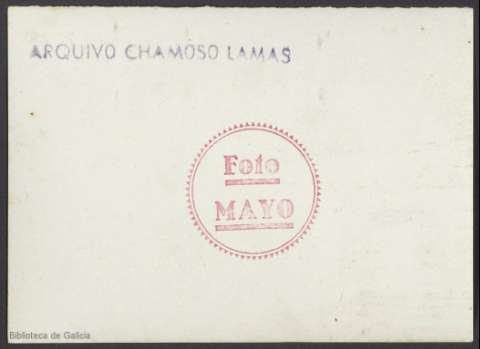 ARQUIVO CHAMOSO LAMAS
Foto
MAYO
Biblioteca de Galicia